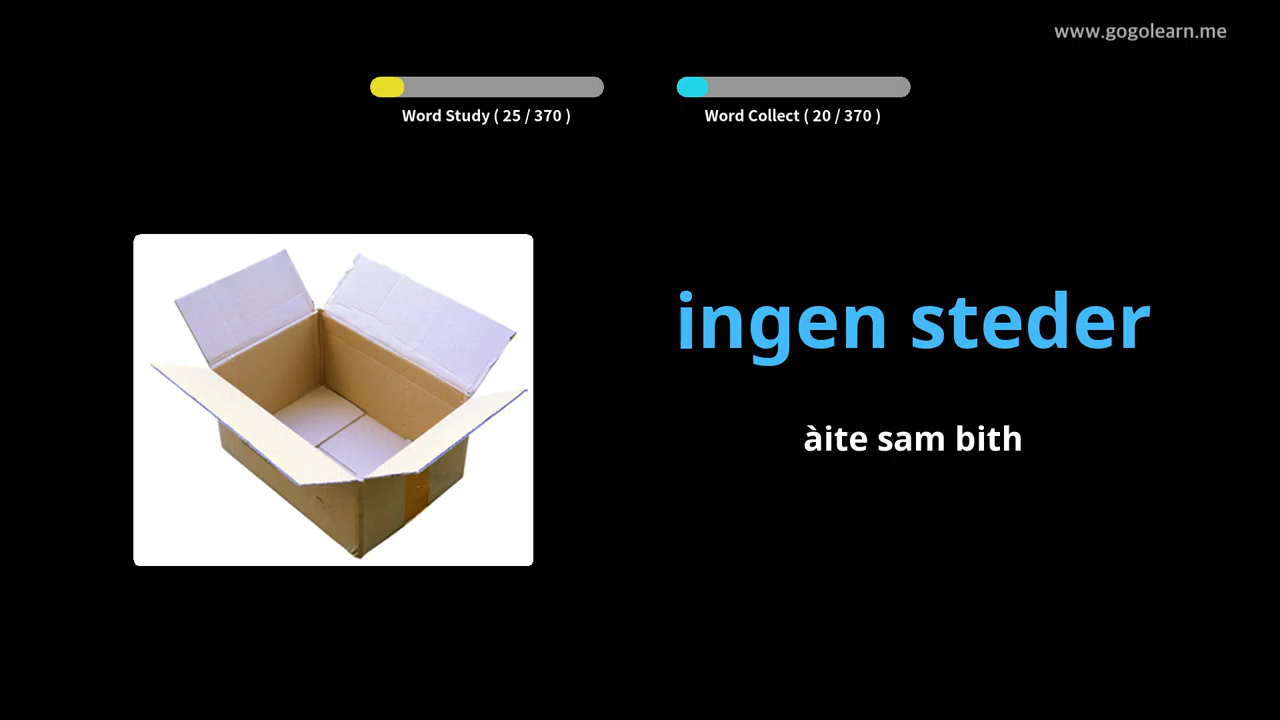 www.gogolearn.me
Word Study ( 25 / 370 )
Word Collect ( 20 / 370 )
ingen steder
àite sam bith